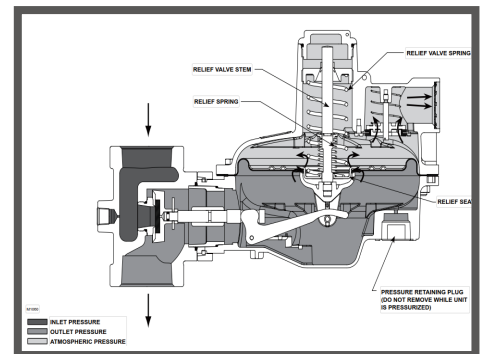 RELIEF VALVE SPRING
RELIEF VALVE STEM
RELIEF SPRING
RELIEF SEA
PRESSURE RETAINING PLUG
(DO NOT REMOVE WHILE UNIT
IS PRESSURIZED)
INLET PRESSURE
OUTLET PRESSURE
ATMOSPHERIC PRESSURE